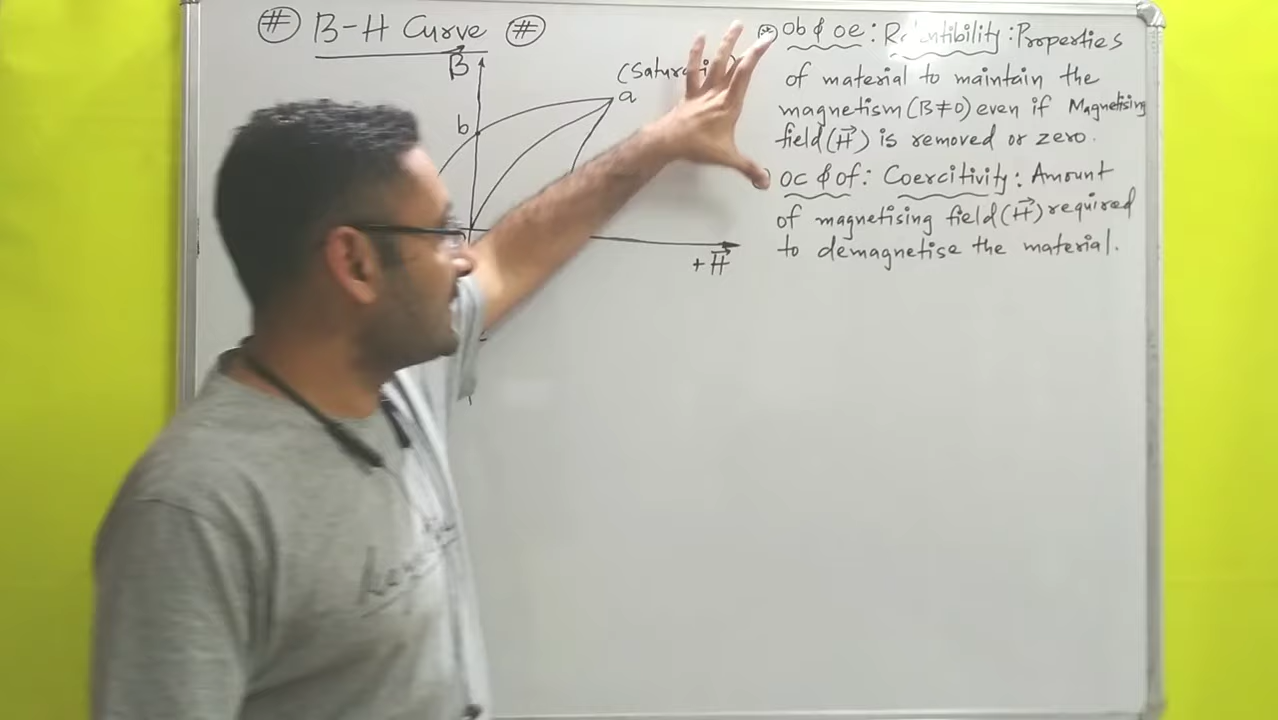 # B-H Curve #
B
(Saturation)
a
b
+ H⃗
ob & oe : Retentibility : Properties
of material to maintain the
magnetism (B≠0) even if Magnetising
field (H⃗) is removed or zero.
oc & of : Coercitivity : Amount
of magnetising field (H⃗) required
to demagnetise the material.